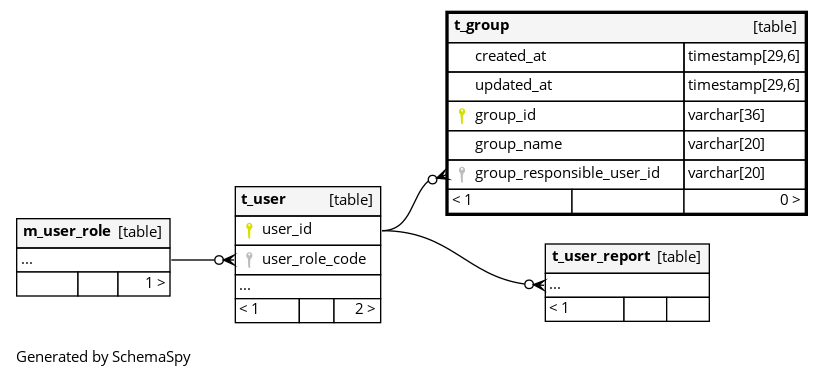 t_group [table]
created_at timestamp[29,6]
updated_at timestamp[29,6]
group_id varchar[36]
group_name varchar[20]
group_responsible_user_id varchar[20]
< 1 0 >
t_user [table]
user_id
user_role_code
...
< 1 2 >
m_user_role [table]
...
1 >
t_user_report [table]
...
< 1
Generated by SchemaSpy